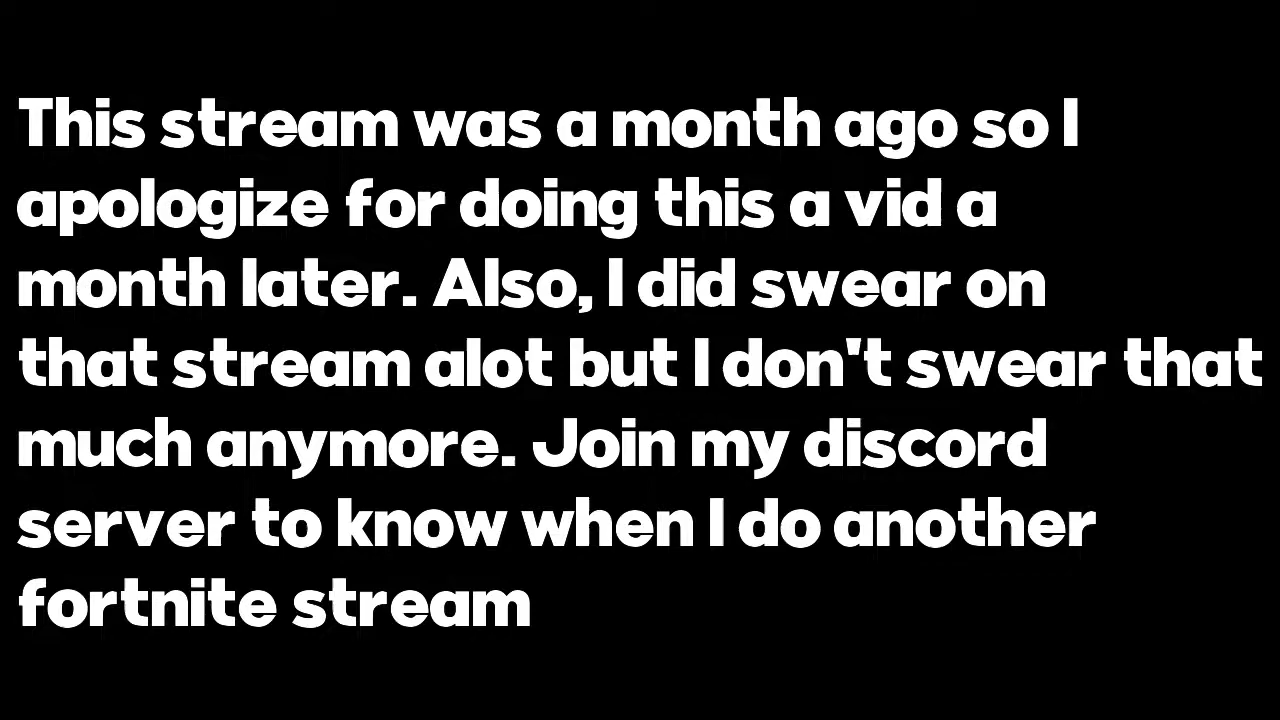 This stream was a month ago so I
apologize for doing this a vid a
month later. Also, I did swear on
that stream alot but I don't swear that
much anymore. Join my discord
server to know when I do another
fortnite stream